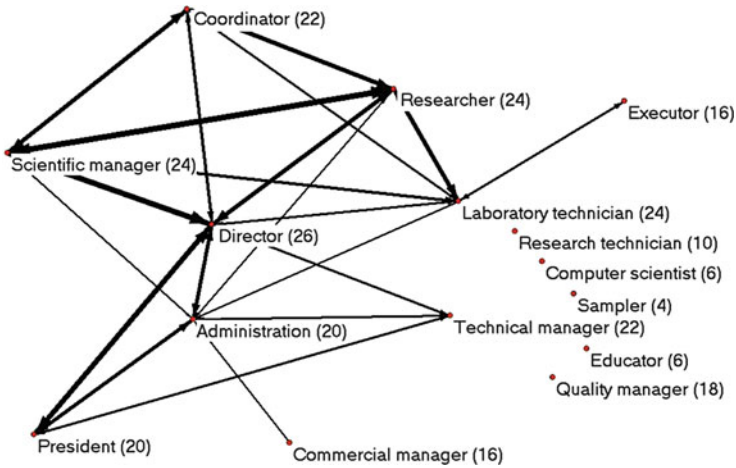 Coordinator (22)
Researcher (24)
Executor (16)
Scientific manager (24)
Laboratory technician (24)
Director (26)
Research technician (10)
Computer scientist (6)
Sampler (4)
Administration (20)
Technical manager (22)
Educator (6)
Quality manager (18)
President (20)
Commercial manager (16)